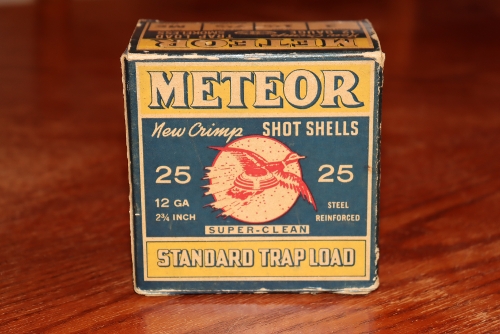 METEOR
METEOR
New Crimp SHOT SHELLS
25 25
12 GA STEEL
2¾ INCH REINFORCED
SUPER-CLEAN
STANDARD TRAP LOAD